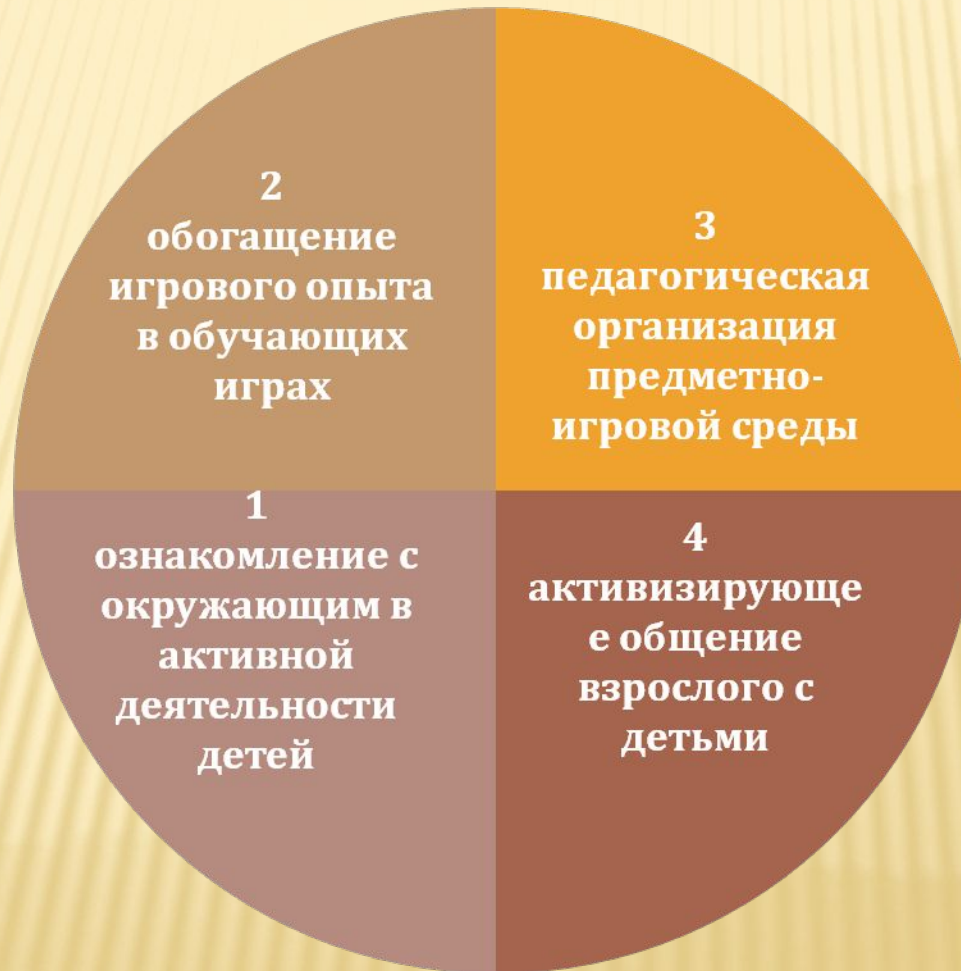 2
обогащение
игрового опыта
в обучающих
играх
3
педагогическая
организация
предметно-
игровой среды
1
ознакомление с
окружающим в
активной
деятельности
детей
4
активизирующе
е общение
взрослого с
детьми